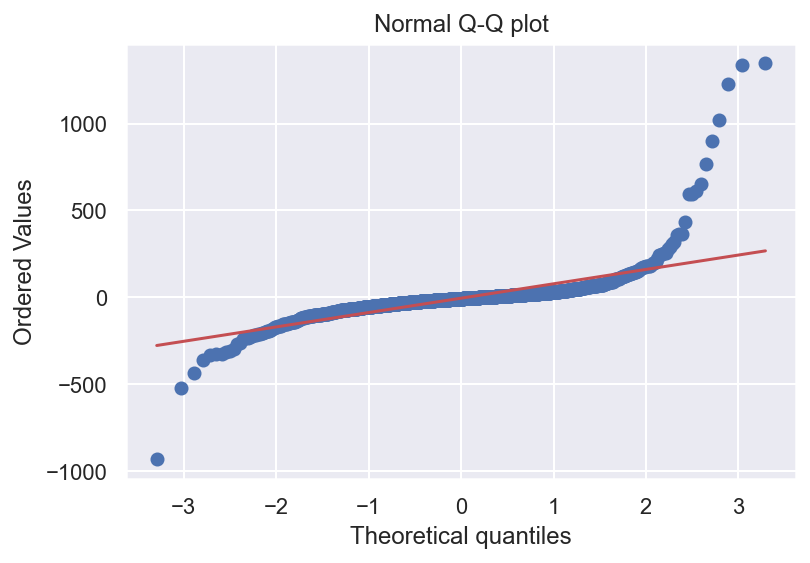 Normal Q-Q plot
Ordered Values
1000
500
0
−500
−1000
−3 −2 −1 0 1 2 3
Theoretical quantiles